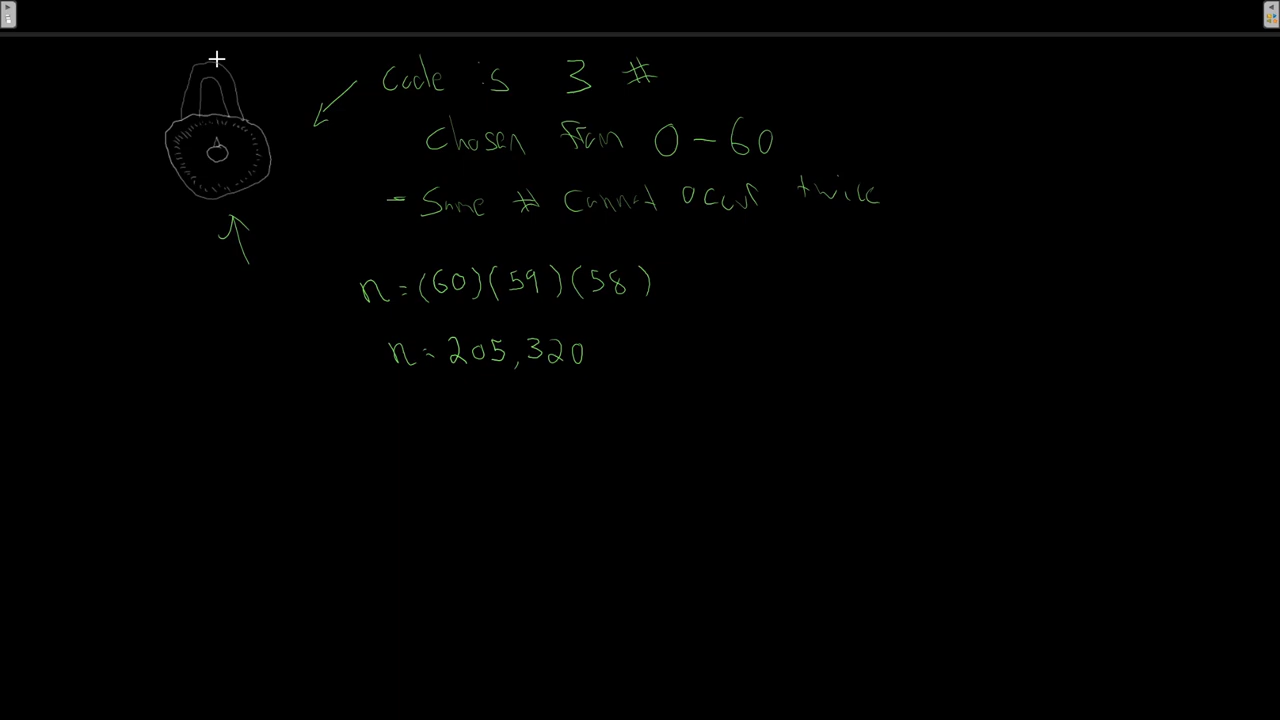 Code is 3 #
chosen from 0-60
- Same # cannot occur twice
n=(60)(59)(58)
n=205,320